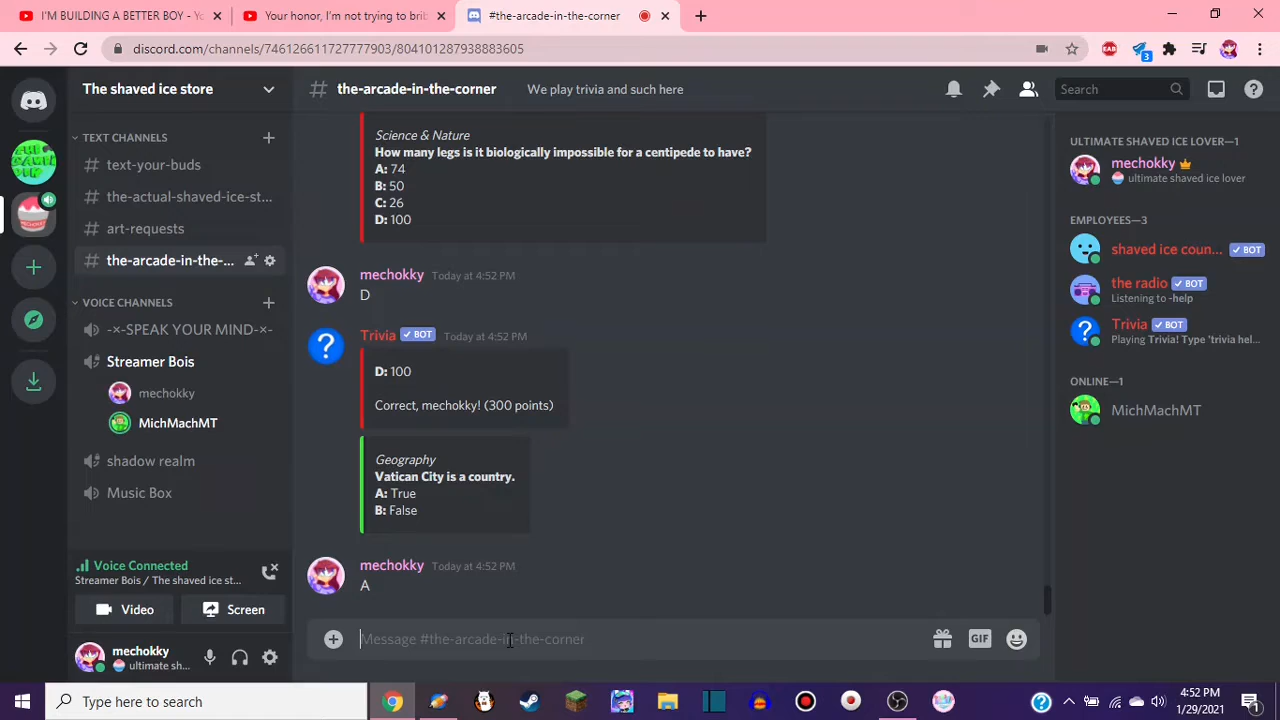 I'M BUILDING A BETTER BOY - Yo
Your honor, I'm not trying to brib
#the-arcade-in-the-corner
discord.com/channels/746126611727777903/804101287938883605
EAB
3
The shaved ice store
the-arcade-in-the-corner
We play trivia and such here
Search
TEXT CHANNELS
text-your-buds
the-actual-shaved-ice-st...
art-requests
the-arcade-in-the-...
VOICE CHANNELS
-×-SPEAK YOUR MIND-×-
Streamer Bois
mechokky
MichMachMT
shadow realm
Music Box
Voice Connected
Streamer Bois / The shaved ice st...
Video
Screen
mechokky
ultimate sh...
Science & Nature
How many legs is it biologically impossible for a centipede to have?
A: 74
B: 50
C: 26
D: 100
mechokky Today at 4:52 PM
D
Trivia ✓ BOT Today at 4:52 PM
D: 100
Correct, mechokky! (300 points)
Geography
Vatican City is a country.
A: True
B: False
mechokky Today at 4:52 PM
A
Message #the-arcade-in-the-corner
GIF
ULTIMATE SHAVED ICE LOVER—1
mechokky
ultimate shaved ice lover
EMPLOYEES—3
shaved ice coun... ✓ BOT
the radio ✓ BOT
Listening to -help
Trivia ✓ BOT
Playing Trivia! Type 'trivia hel...
ONLINE—1
MichMachMT
Type here to search
4:52 PM
1/29/2021
1